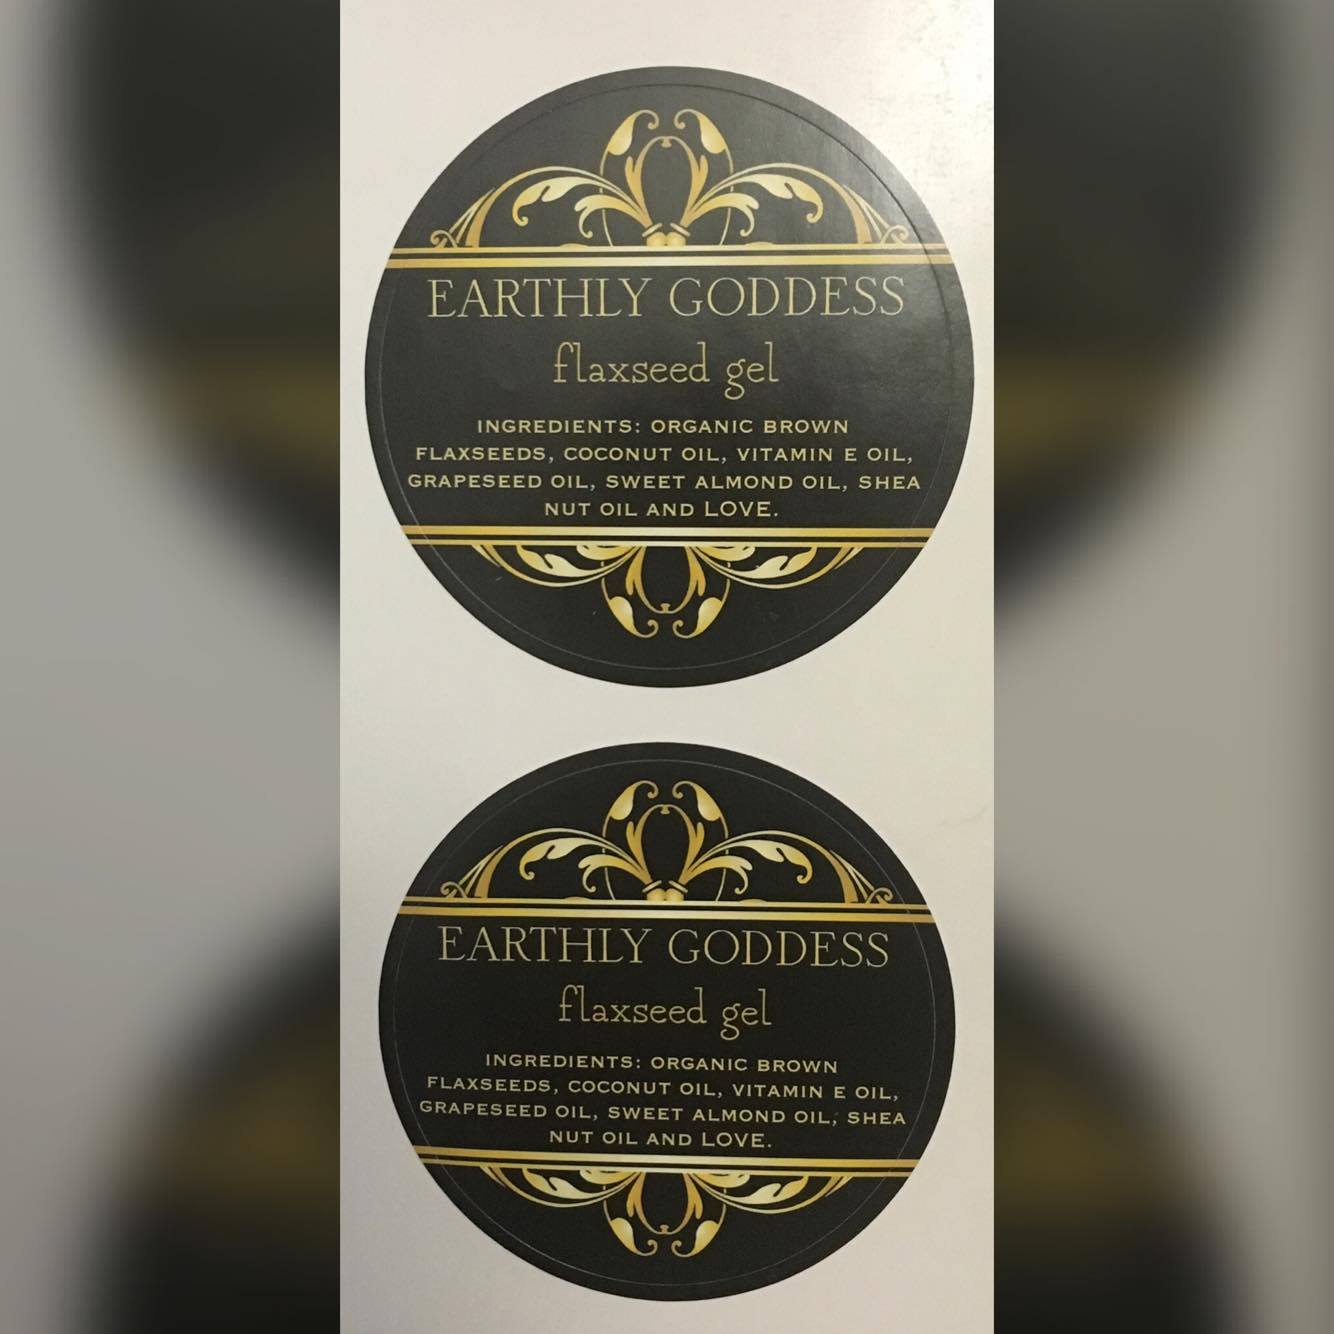 EARTHLY GODDESS
flaxseed gel
INGREDIENTS: ORGANIC BROWN
FLAXSEEDS, COCONUT OIL, VITAMIN E OIL,
GRAPESEED OIL, SWEET ALMOND OIL, SHEA
NUT OIL AND LOVE.
EARTHLY GODDESS
flaxseed gel
INGREDIENTS: ORGANIC BROWN
FLAXSEEDS, COCONUT OIL, VITAMIN E OIL,
GRAPESEED OIL, SWEET ALMOND OIL, SHEA
NUT OIL AND LOVE.